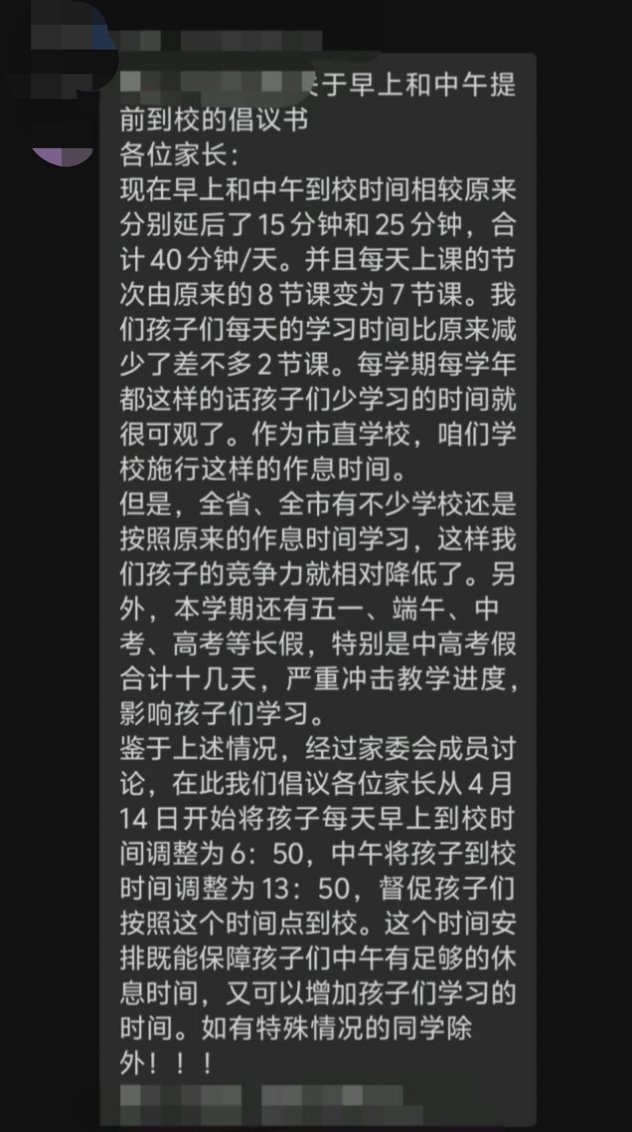 关于早上和中午提
前到校的倡议书
各位家长：
现在早上和中午到校时间相较原来
分别延后了15分钟和25分钟，合
计40分钟/天。并且每天上课的节
次由原来的8节课变为7节课。我
们孩子们每天的学习时间比原来减
少了差不多2节课。每学期每学年
都这样的话孩子们少学习的时间就
很可观了。作为市直学校，咱们学
校施行这样的作息时间。
但是，全省、全市有不少学校还是
按照原来的作息时间学习，这样我
们孩子的竞争力就相对降低了。另
外，本学期还有五一、端午、中
考、高考等长假，特别是中高考假
合计十几天，严重冲击教学进度，
影响孩子们学习。
鉴于上述情况，经过家委会成员讨
论，在此我们倡议各位家长从4月
14日开始将孩子每天早上到校时
间调整为6：50，中午将孩子到校
时间调整为13：50，督促孩子们
按照这个时间点到校。这个时间安
排既能保障孩子们中午有足够的休
息时间，又可以增加孩子们学习的
时间。如有特殊情况的同学除
外！！！